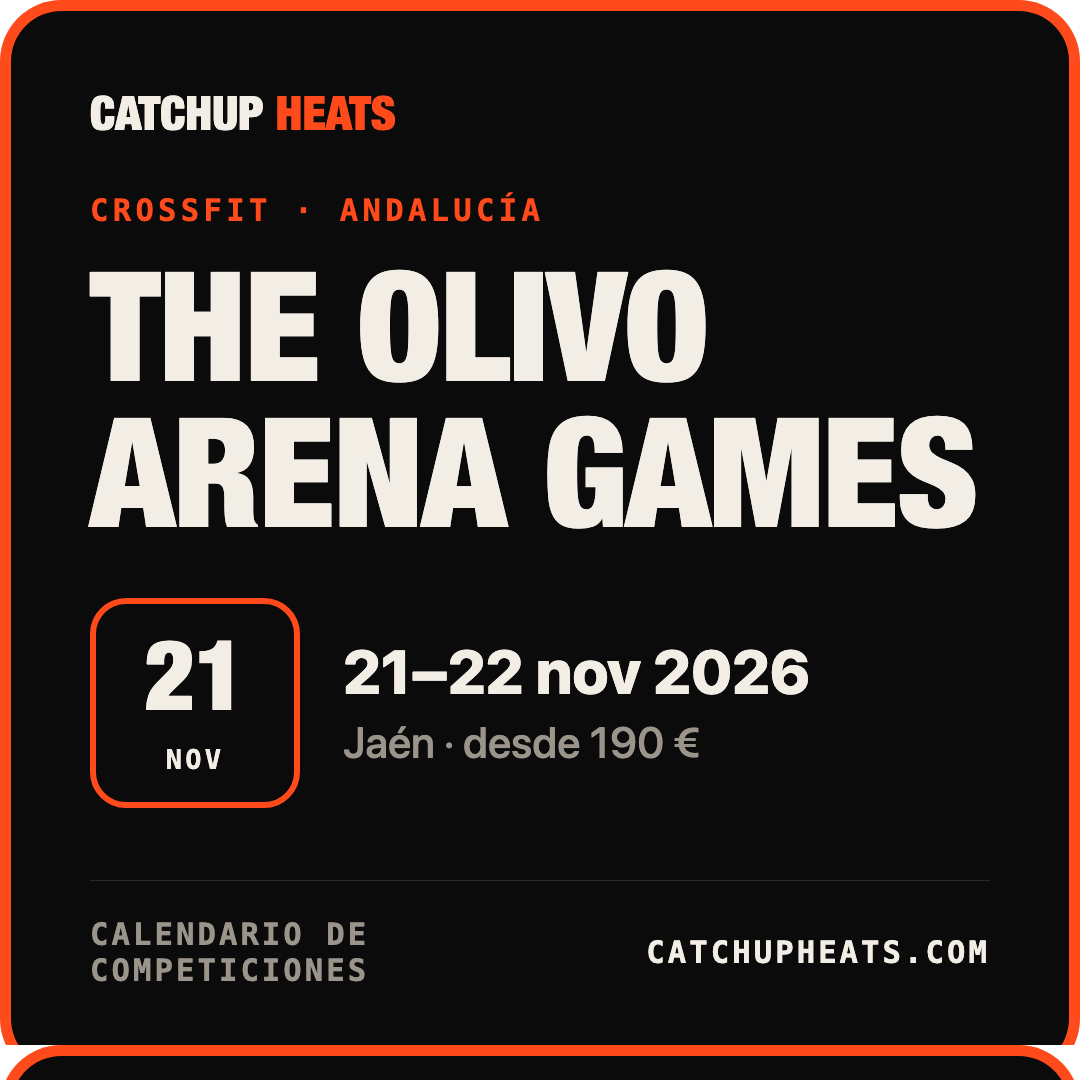 CATCHUP HEATS
CROSSFIT · ANDALUCÍA
THE OLIVO
ARENA GAMES
21
NOV
21–22 nov 2026
Jaén · desde 190 €
CALENDARIO DE
COMPETICIONES
CATCHUPHEATS.COM